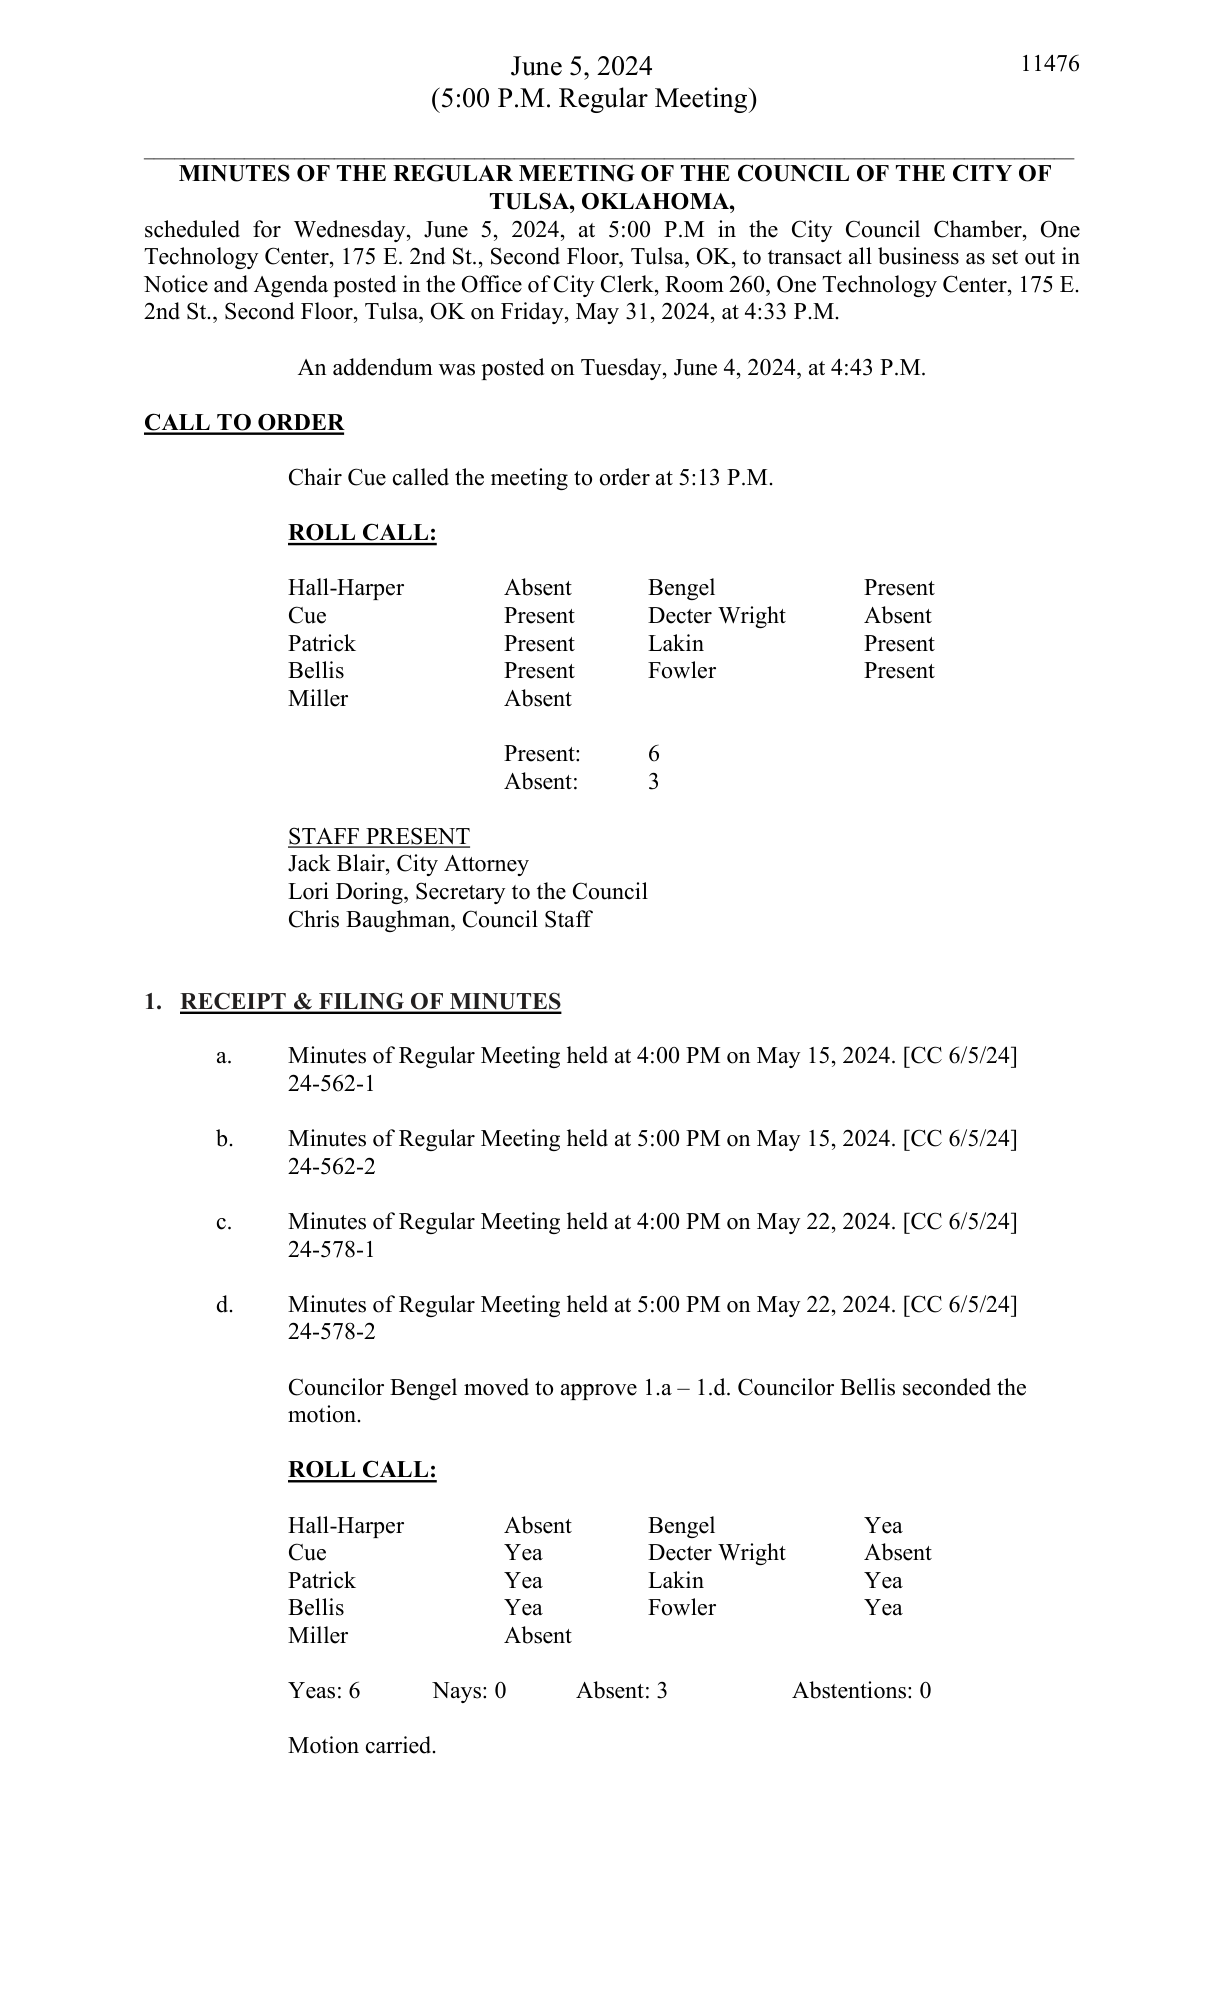 June 5, 2024 11476
(5:00 P.M. Regular Meeting)
MINUTES OF THE REGULAR MEETING OF THE COUNCIL OF THE CITY OF
TULSA, OKLAHOMA,
scheduled for Wednesday, June 5, 2024, at 5:00 P.M in the City Council Chamber, One
Technology Center, 175 E. 2nd St., Second Floor, Tulsa, OK, to transact all business as set out in
Notice and Agenda posted in the Office of City Clerk, Room 260, One Technology Center, 175 E.
2nd St., Second Floor, Tulsa, OK on Friday, May 31, 2024, at 4:33 P.M.
An addendum was posted on Tuesday, June 4, 2024, at 4:43 P.M.
CALL TO ORDER
Chair Cue called the meeting to order at 5:13 P.M.
ROLL CALL:
Hall-Harper Absent Bengel Present
Cue Present Decter Wright Absent
Patrick Present Lakin Present
Bellis Present Fowler Present
Miller Absent
Present: 6
Absent: 3
STAFF PRESENT
Jack Blair, City Attorney
Lori Doring, Secretary to the Council
Chris Baughman, Council Staff
1. RECEIPT & FILING OF MINUTES
a. Minutes of Regular Meeting held at 4:00 PM on May 15, 2024. [CC 6/5/24]
24-562-1
b. Minutes of Regular Meeting held at 5:00 PM on May 15, 2024. [CC 6/5/24]
24-562-2
c. Minutes of Regular Meeting held at 4:00 PM on May 22, 2024. [CC 6/5/24]
24-578-1
d. Minutes of Regular Meeting held at 5:00 PM on May 22, 2024. [CC 6/5/24]
24-578-2
Councilor Bengel moved to approve 1.a – 1.d. Councilor Bellis seconded the
motion.
ROLL CALL:
Hall-Harper Absent Bengel Yea
Cue Yea Decter Wright Absent
Patrick Yea Lakin Yea
Bellis Yea Fowler Yea
Miller Absent
Yeas: 6 Nays: 0 Absent: 3 Abstentions: 0
Motion carried.